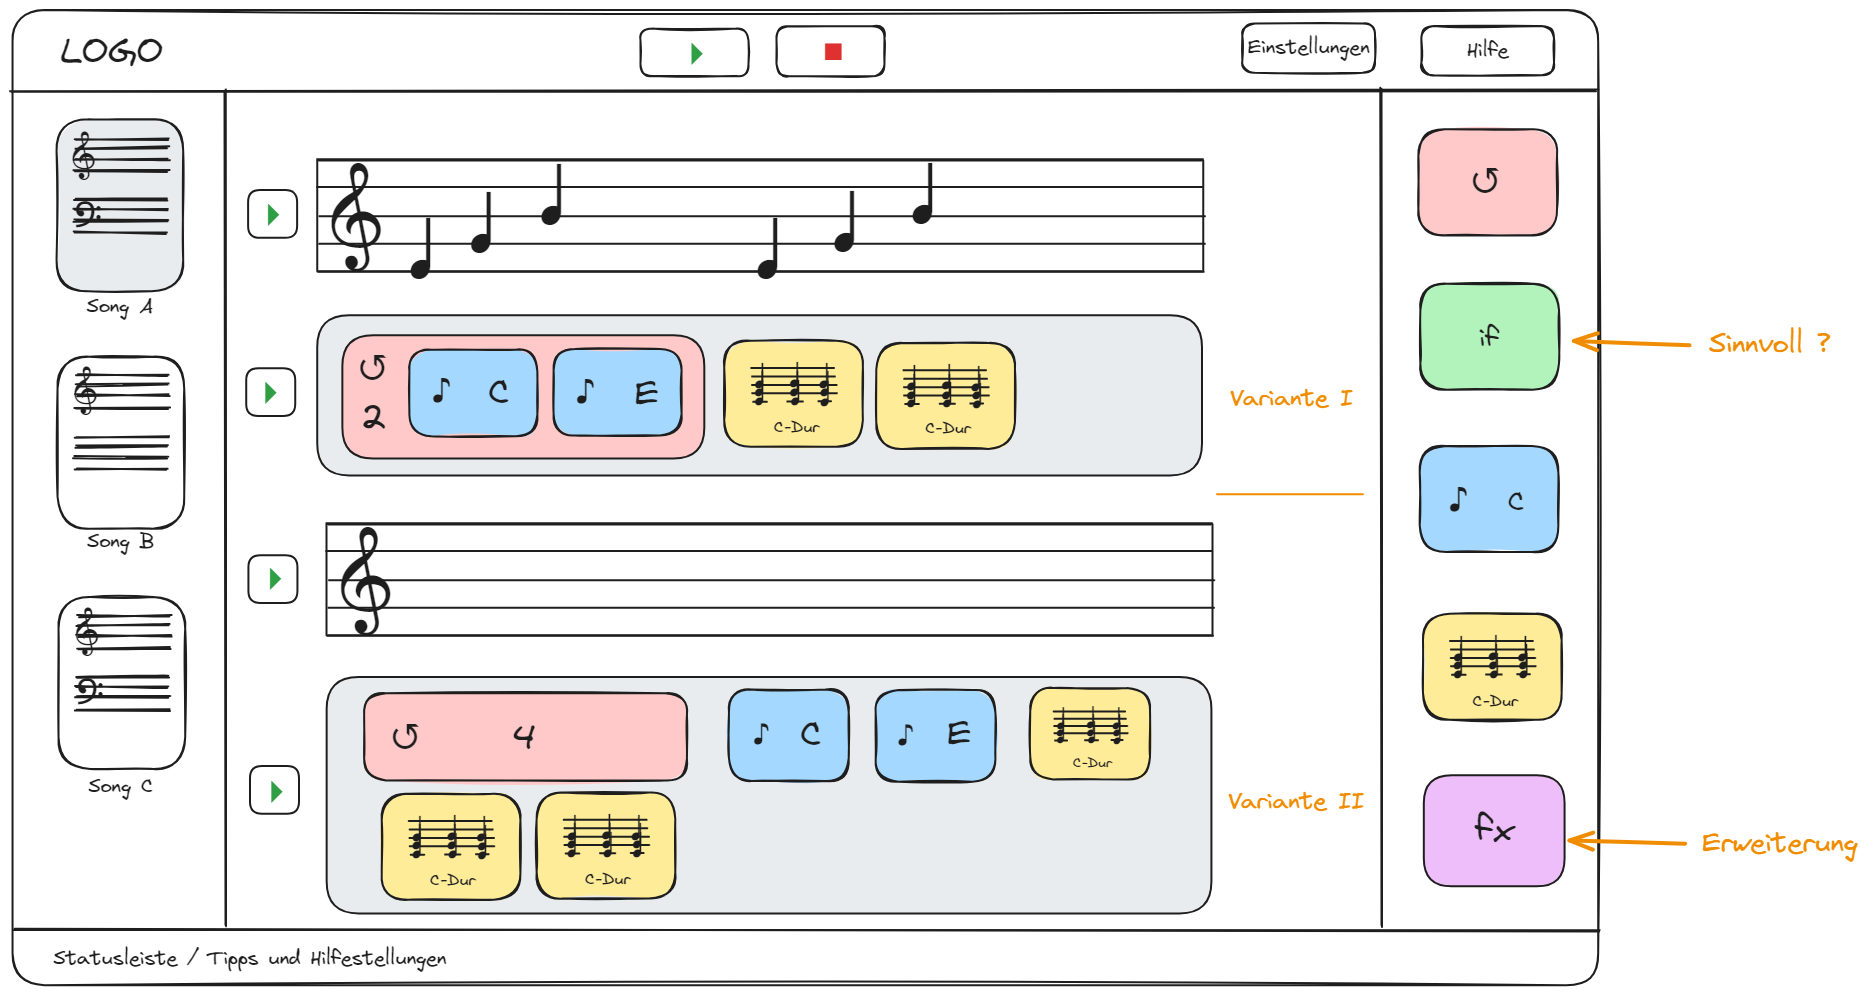 LOGO
Einstellungen
Hilfe
Song A
Song B
Song C
2
C
E
C-Dur
C-Dur
Variante I
4
C
E
C-Dur
C-Dur
C-Dur
Variante II
if
Sinnvoll ?
C
C-Dur
fx
Erweiterung
Statusleiste / Tipps und Hilfestellungen